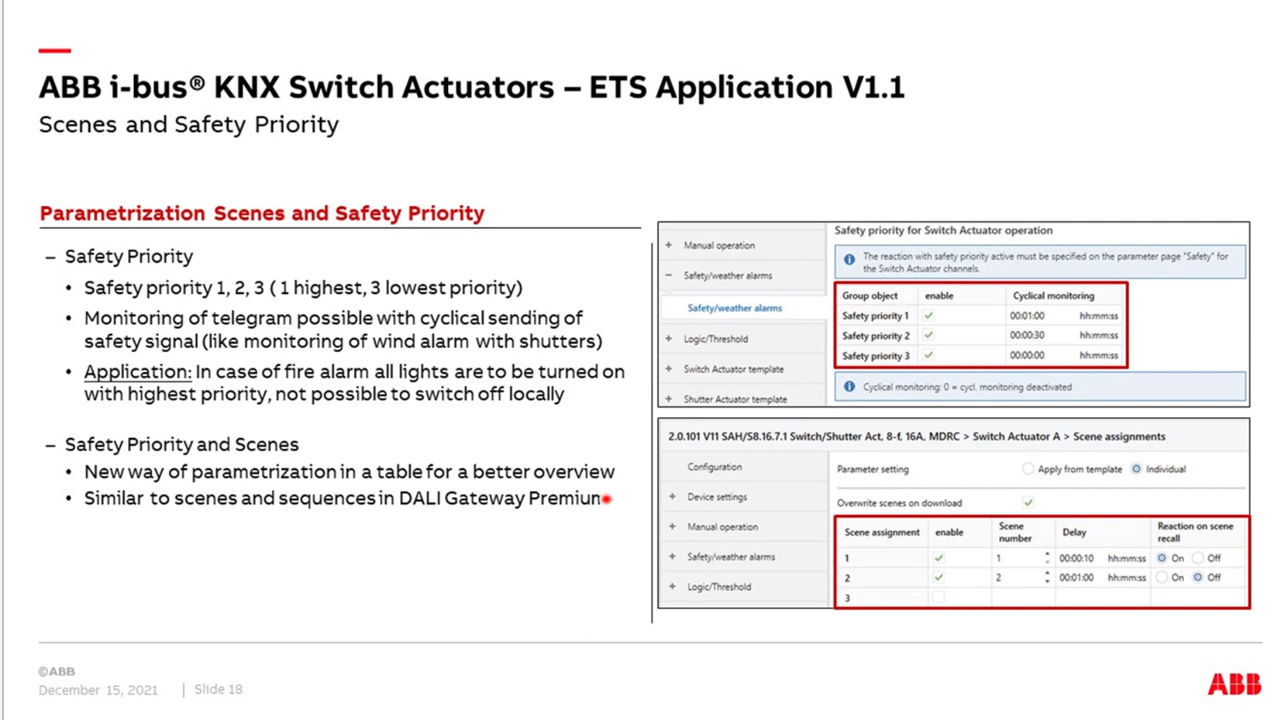 ABB i-bus® KNX Switch Actuators – ETS Application V1.1
Scenes and Safety Priority
Parametrization Scenes and Safety Priority
– Safety Priority
• Safety priority 1, 2, 3 ( 1 highest, 3 lowest priority)
• Monitoring of telegram possible with cyclical sending of
safety signal (like monitoring of wind alarm with shutters)
• Application: In case of fire alarm all lights are to be turned on
with highest priority, not possible to switch off locally
– Safety Priority and Scenes
• New way of parametrization in a table for a better overview
• Similar to scenes and sequences in DALI Gateway Premium
+ Manual operation
− Safety/weather alarms
Safety/weather alarms
+ Logic/Threshold
+ Switch Actuator template
+ Shutter Actuator template
Safety priority for Switch Actuator operation
The reaction with safety priority active must be specified on the parameter page "Safety" for
the Switch Actuator channels.
Group object enable Cyclical monitoring
Safety priority 1 00:01:00 hh:mm:ss
Safety priority 2 00:00:30 hh:mm:ss
Safety priority 3 00:00:00 hh:mm:ss
Cyclical monitoring: 0 = cycl. monitoring deactivated
2.0.101 V11 SAH/S8.16.7.1 Switch/Shutter Act, 8-f, 16A, MDRC > Switch Actuator A > Scene assignments
Configuration
+ Device settings
+ Manual operation
+ Safety/weather alarms
+ Logic/Threshold
Parameter setting Apply from template Individual
Overwrite scenes on download
Scene assignment enable Scene number Delay Reaction on scene recall
1 1 00:00:10 hh:mm:ss On Off
2 2 00:01:00 hh:mm:ss On Off
3
©ABB
December 15, 2021 | Slide 18
ABB